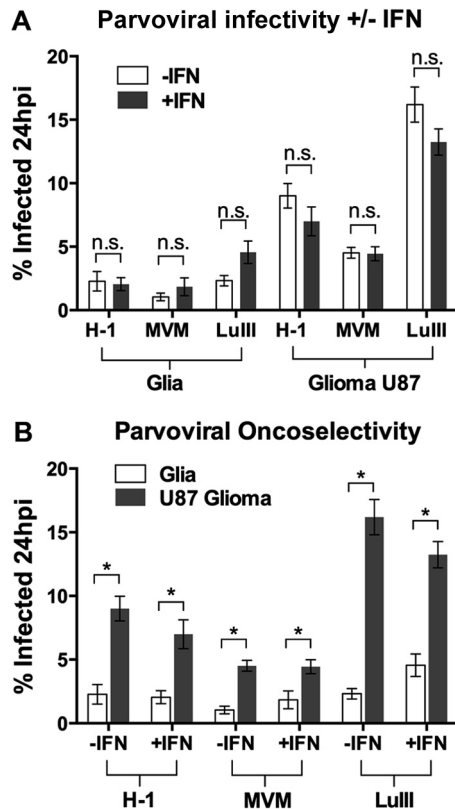 A Parvoviral infectivity +/- IFN
% Infected 24hpi
20
15
10
5
0
-IFN
+IFN
n.s. n.s. n.s. n.s. n.s. n.s.
H-1 MVM LuIII H-1 MVM LuIII
Glia Glioma U87
B Parvoviral Oncoselectivity
% Infected 24hpi
20
15
10
5
0
Glia
U87 Glioma
* * * * * *
-IFN +IFN -IFN +IFN -IFN +IFN
H-1 MVM LuIII